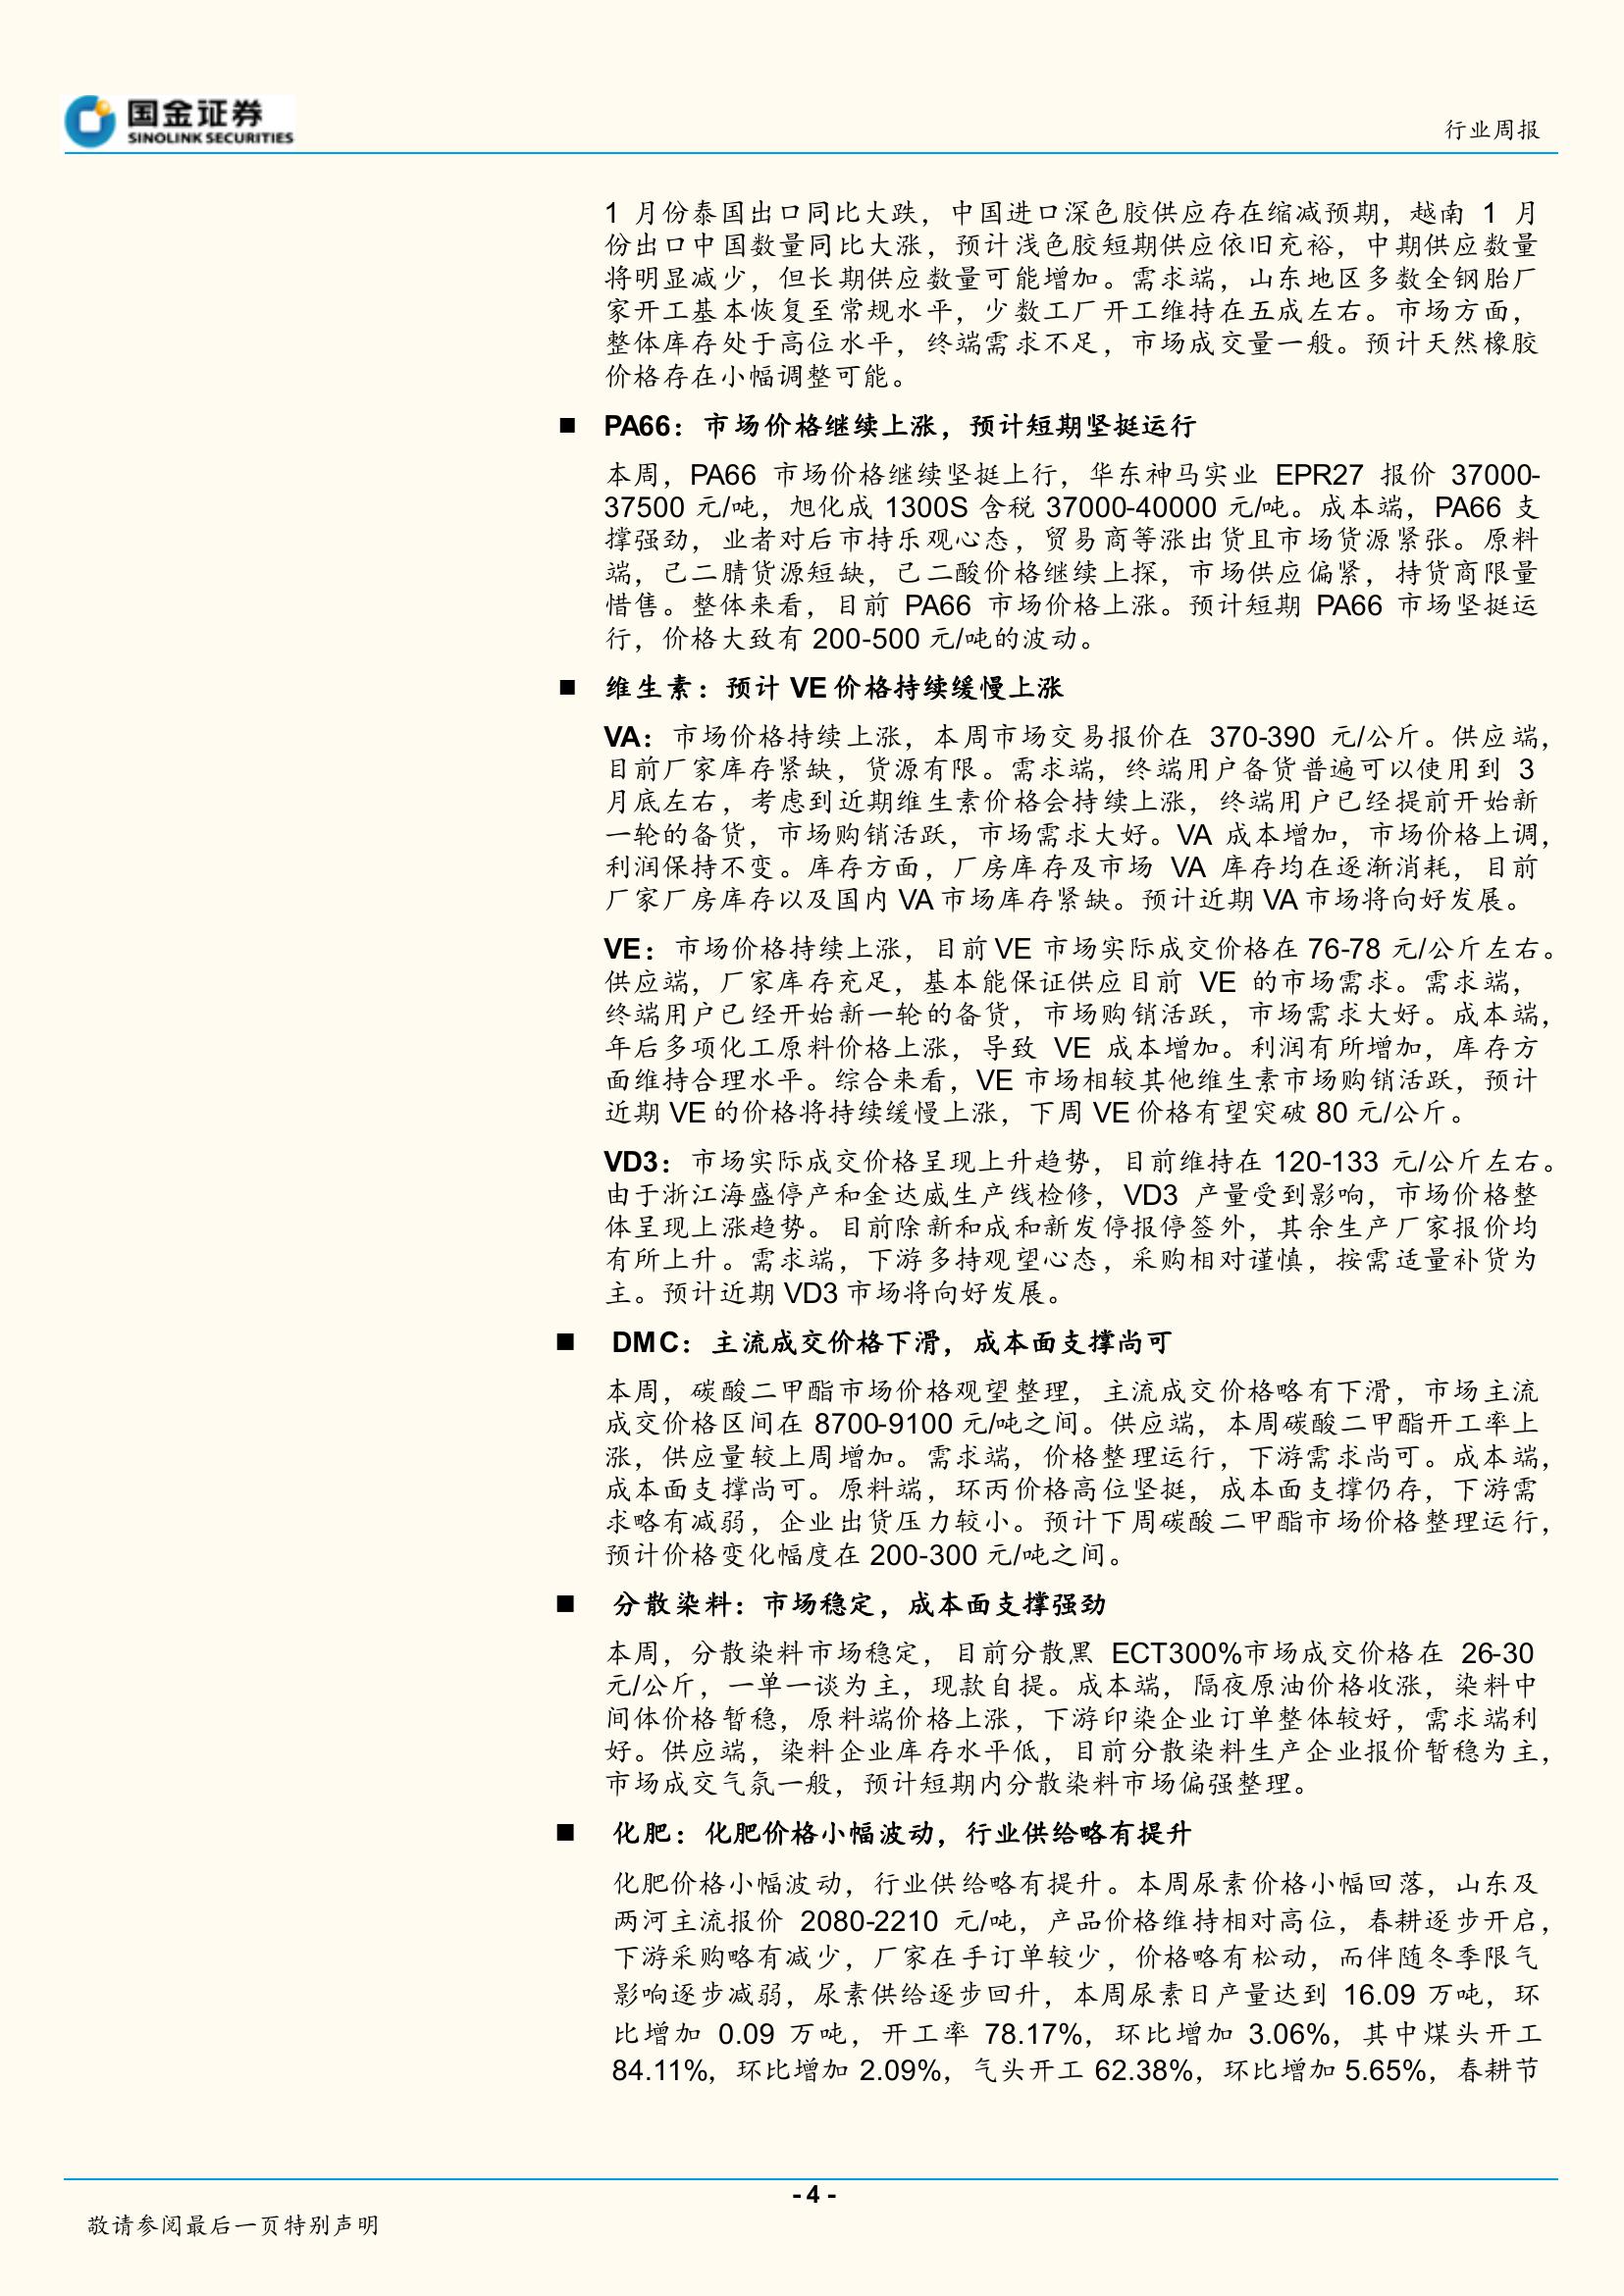 国金证券
SINOLINK SECURITIES
行业周报
1 月份泰国出口同比大跌，中国进口深色胶供应存在缩减预期，越南 1 月
份出口中国数量同比大涨，预计浅色胶短期供应依旧充裕，中期供应数量
将明显减少，但长期供应数量可能增加。需求端，山东地区多数全钢胎厂
家开工基本恢复至常规水平，少数工厂开工维持在五成左右。市场方面，
整体库存处于高位水平，终端需求不足，市场成交量一般。预计天然橡胶
价格存在小幅调整可能。
■ PA66：市场价格继续上涨，预计短期坚挺运行
本周，PA66 市场价格继续坚挺上行，华东神马实业 EPR27 报价 37000-
37500 元/吨，旭化成 1300S 含税 37000-40000 元/吨。成本端，PA66 支
撑强劲，业者对后市持乐观心态，贸易商等涨出货且市场货源紧张。原料
端，己二腈货源短缺，己二酸价格继续上探，市场供应偏紧，持货商限量
惜售。整体来看，目前 PA66 市场价格上涨。预计短期 PA66 市场坚挺运
行，价格大致有 200-500 元/吨的波动。
■ 维生素：预计 VE 价格持续缓慢上涨
VA：市场价格持续上涨，本周市场交易报价在 370-390 元/公斤。供应端，
目前厂家库存紧缺，货源有限。需求端，终端用户备货普遍可以使用到 3
月底左右，考虑到近期维生素价格会持续上涨，终端用户已经提前开始新
一轮的备货，市场购销活跃，市场需求大好。VA 成本增加，市场价格上调，
利润保持不变。库存方面，厂房库存及市场 VA 库存均在逐渐消耗，目前
厂家厂房库存以及国内 VA 市场库存紧缺。预计近期 VA 市场将向好发展。
VE：市场价格持续上涨，目前 VE 市场实际成交价格在 76-78 元/公斤左右。
供应端，厂家库存充足，基本能保证供应目前 VE 的市场需求。需求端，
终端用户已经开始新一轮的备货，市场购销活跃，市场需求大好。成本端，
年后多项化工原料价格上涨，导致 VE 成本增加。利润有所增加，库存方
面维持合理水平。综合来看，VE 市场相较其他维生素市场购销活跃，预计
近期 VE 的价格将持续缓慢上涨，下周 VE 价格有望突破 80 元/公斤。
VD3：市场实际成交价格呈现上升趋势，目前维持在 120-133 元/公斤左右。
由于浙江海盛停产和金达威生产线检修，VD3 产量受到影响，市场价格整
体呈现上涨趋势。目前除新和成和新发停报停签外，其余生产厂家报价均
有所上升。需求端，下游多持观望心态，采购相对谨慎，按需适量补货为
主。预计近期 VD3 市场将向好发展。
■ DMC：主流成交价格下滑，成本面支撑尚可
本周，碳酸二甲酯市场价格观望整理，主流成交价格略有下滑，市场主流
成交价格区间在 8700-9100 元/吨之间。供应端，本周碳酸二甲酯开工率上
涨，供应量较上周增加。需求端，价格整理运行，下游需求尚可。成本端，
成本面支撑尚可。原料端，环丙价格高位坚挺，成本面支撑仍存，下游需
求略有减弱，企业出货压力较小。预计下周碳酸二甲酯市场价格整理运行，
预计价格变化幅度在 200-300 元/吨之间。
■ 分散染料：市场稳定，成本面支撑强劲
本周，分散染料市场稳定，目前分散黑 ECT300%市场成交价格在 26-30
元/公斤，一单一谈为主，现款自提。成本端，隔夜原油价格收涨，染料中
间体价格暂稳，原料端价格上涨，下游印染企业订单整体较好，需求端利
好。供应端，染料企业库存水平低，目前分散染料生产企业报价暂稳为主，
市场成交气氛一般，预计短期内分散染料市场偏强整理。
■ 化肥：化肥价格小幅波动，行业供给略有提升
化肥价格小幅波动，行业供给略有提升。本周尿素价格小幅回落，山东及
两河主流报价 2080-2210 元/吨，产品价格维持相对高位，春耕逐步开启，
下游采购略有减少，厂家在手订单较少，价格略有松动，而伴随冬季限气
影响逐步减弱，尿素供给逐步回升，本周尿素日产量达到 16.09 万吨，环
比增加 0.09 万吨，开工率 78.17%，环比增加 3.06%，其中煤头开工
84.11%，环比增加 2.09%，气头开工 62.38%，环比增加 5.65%，春耕节
- 4 -
敬请参阅最后一页特别声明